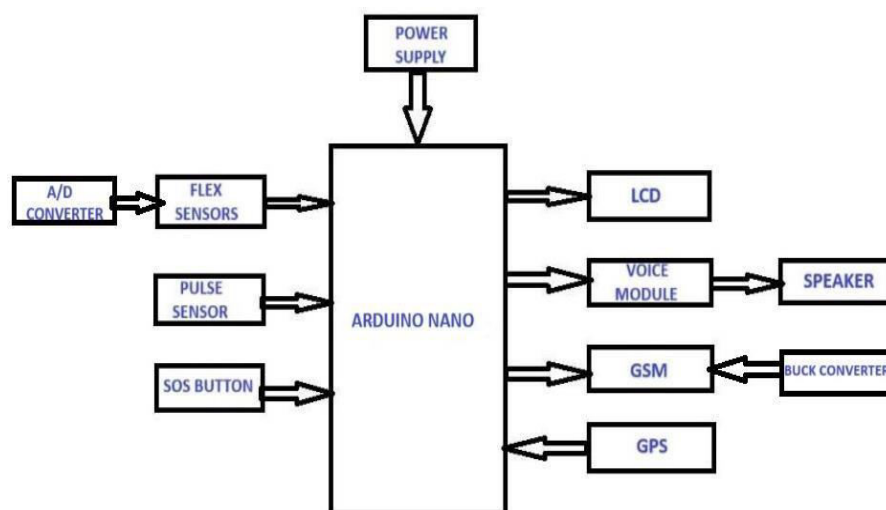 POWER
SUPPLY
A/D
CONVERTER
FLEX
SENSORS
LCD
PULSE
SENSOR
ARDUINO NANO
VOICE
MODULE
SPEAKER
SOS BUTTON
GSM
BUCK CONVERTER
GPS